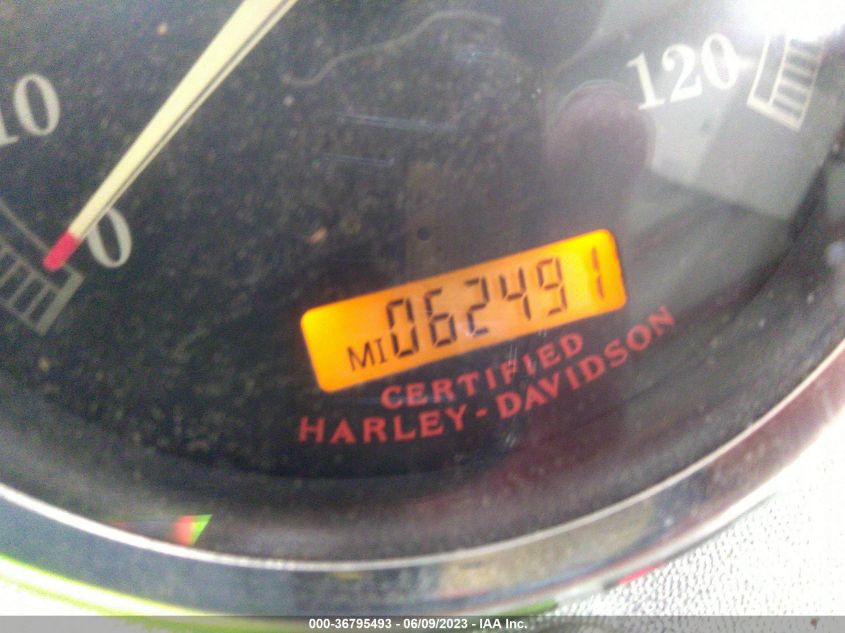 10
0
120
MI 062491
CERTIFIED
HARLEY-DAVIDSON
000-36795493 - 06/09/2023 - IAA Inc.